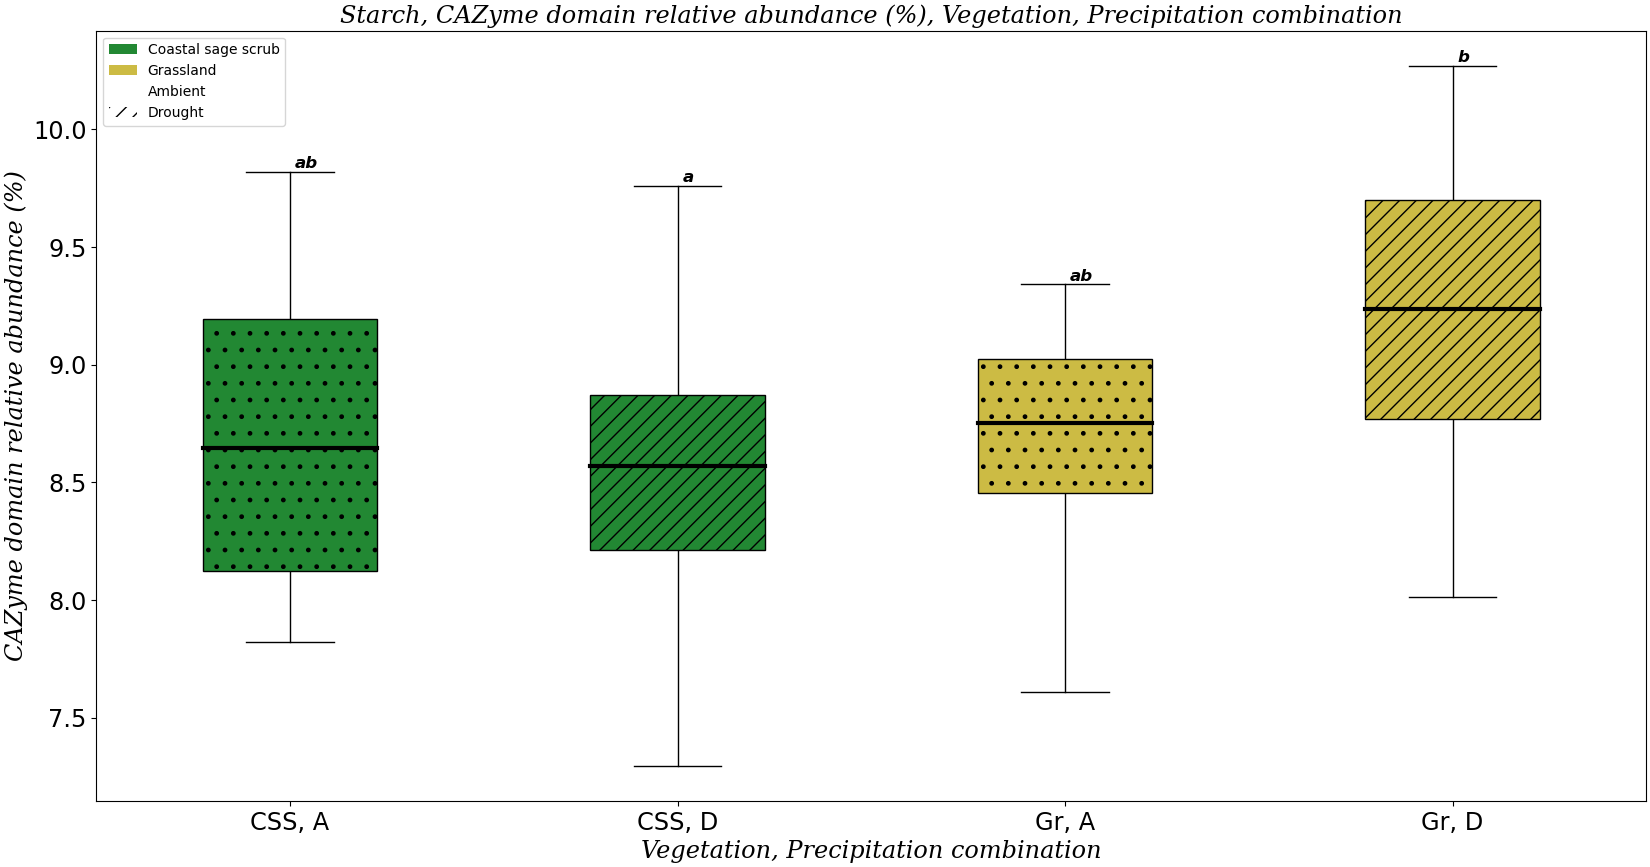 Starch, CAZyme domain relative abundance (%), Vegetation, Precipitation combination
Coastal sage scrub
Grassland
Ambient
Drought
CAZyme domain relative abundance (%)
10.0
9.5
9.0
8.5
8.0
7.5
ab
a
ab
b
CSS, A
CSS, D
Gr, A
Gr, D
Vegetation, Precipitation combination